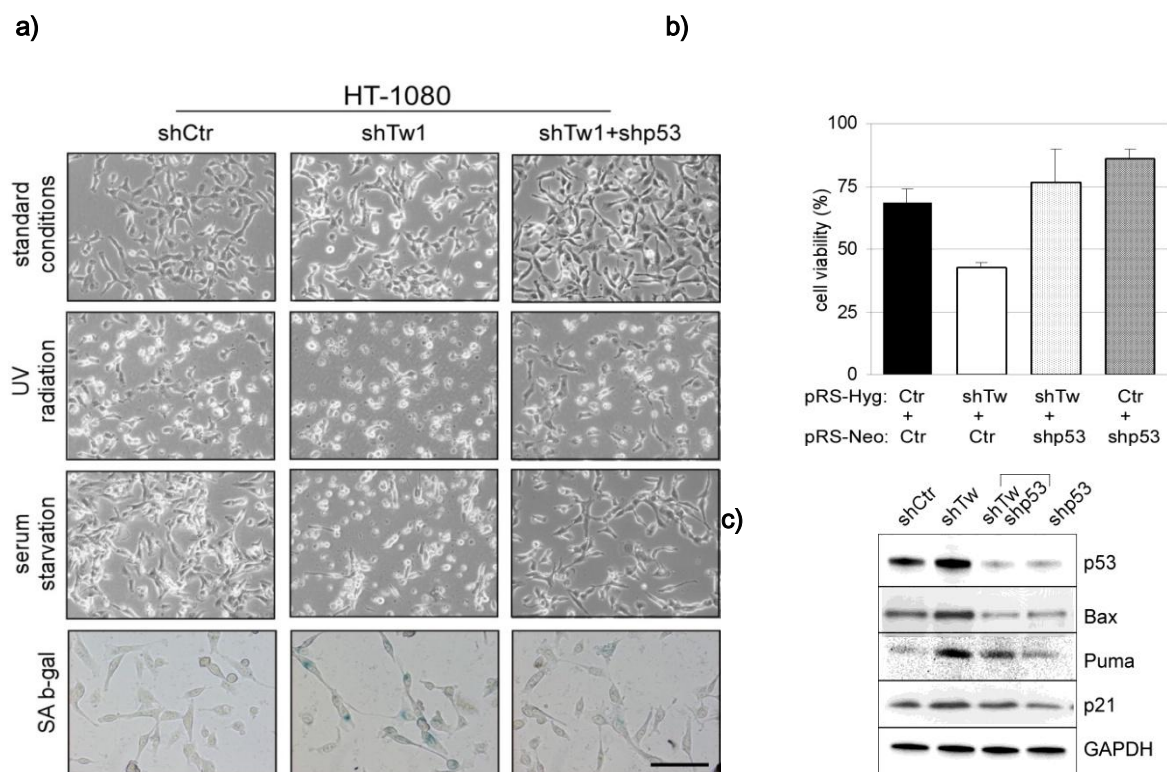 a)
HT-1080
shCtr shTw1 shTw1+shp53
standard
conditions
UV
radiation
serum
starvation
SA b-gal
b)
cell viability (%)
100
75
50
25
0
pRS-Hyg: Ctr shTw shTw Ctr
+ + + +
pRS-Neo: Ctr Ctr shp53 shp53
c)
shCtr shTw shTw shp53 shp53
p53
Bax
Puma
p21
GAPDH